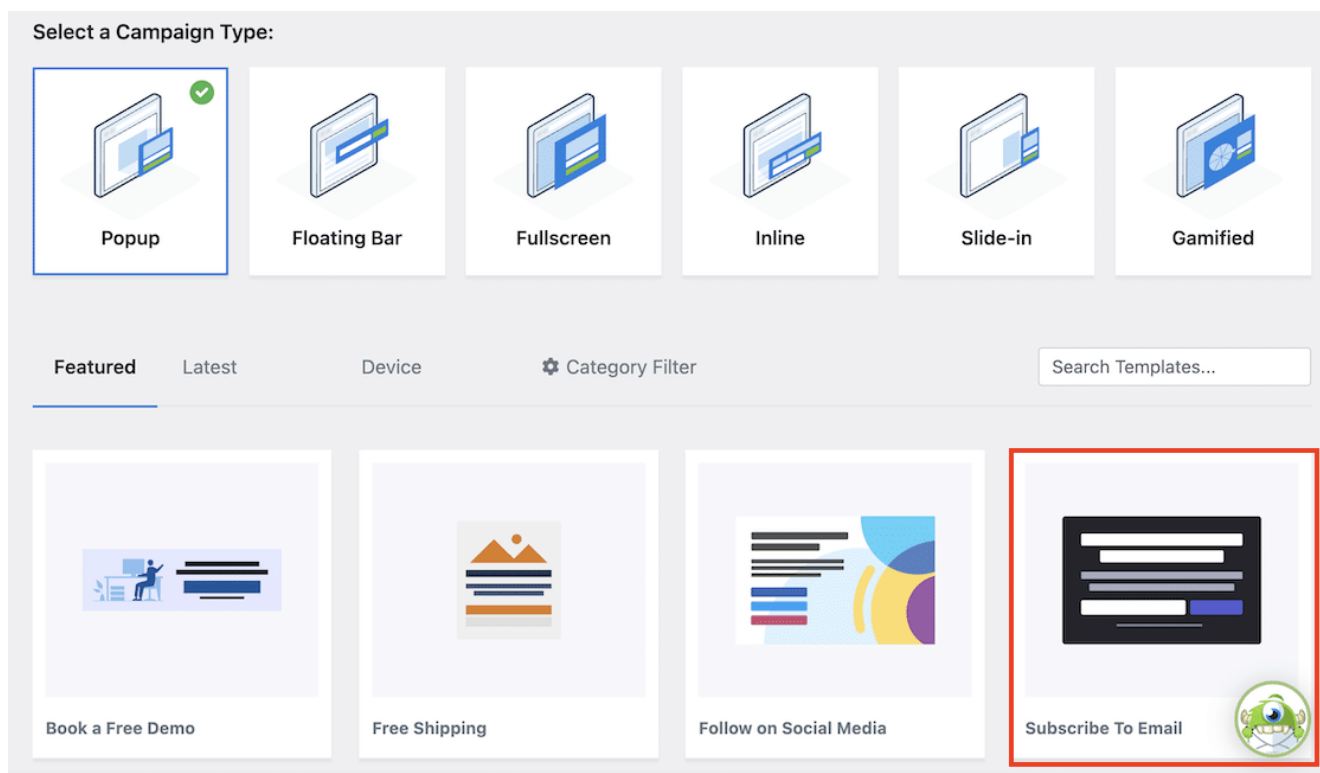 Select a Campaign Type:
Popup Floating Bar Fullscreen Inline Slide-in Gamified
Featured Latest Device Category Filter Search Templates...
Book a Free Demo Free Shipping Follow on Social Media Subscribe To Email